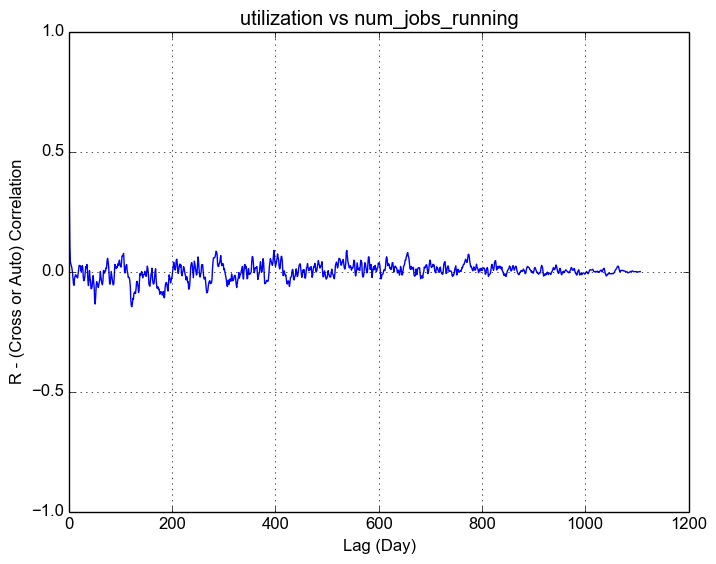 utilization vs num_jobs_running
1.0
0.5
0.0
−0.5
−1.0
R - (Cross or Auto) Correlation
0 200 400 600 800 1000 1200
Lag (Day)